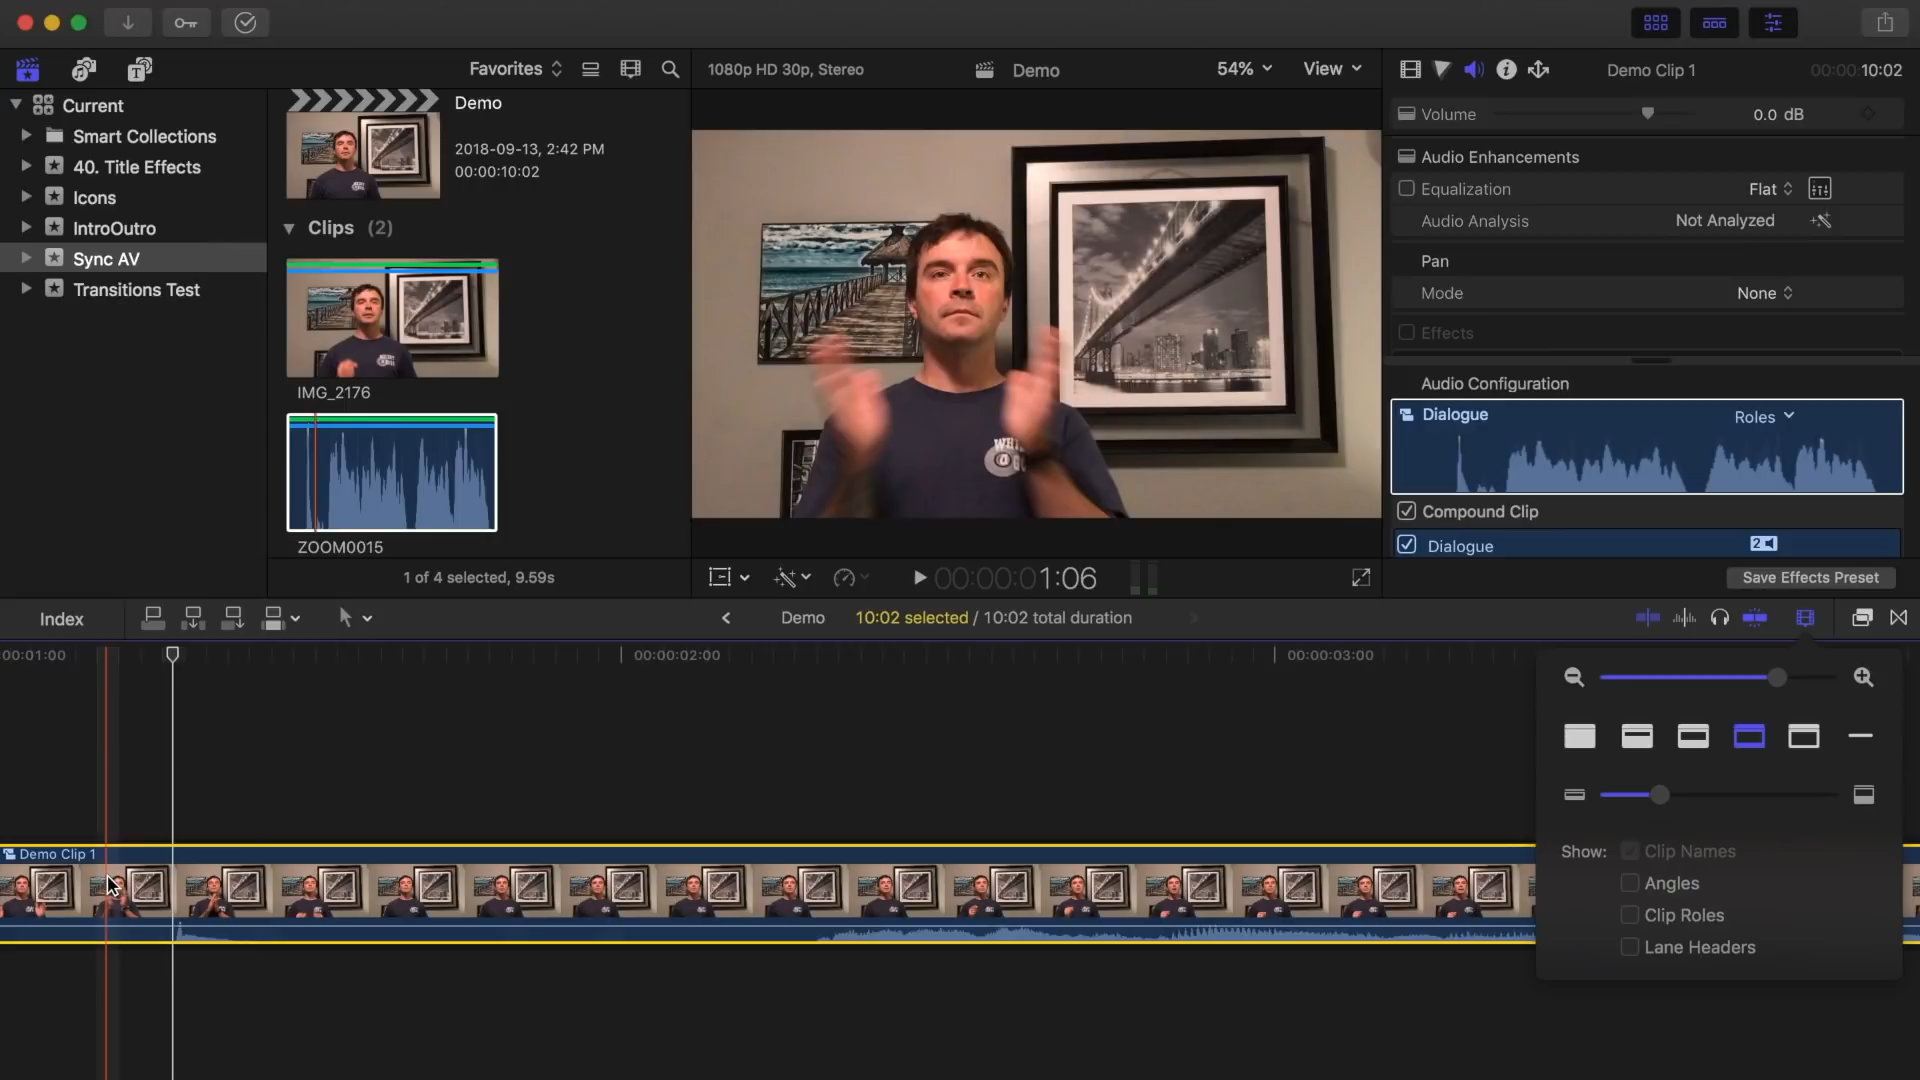 Favorites
1080p HD 30p, Stereo
Demo
54%
View
Demo Clip 1
00:00:10:02
Current
Smart Collections
40. Title Effects
Icons
IntroOutro
Sync AV
Transitions Test
Demo
2018-09-13, 2:42 PM
00:00:10:02
Clips (2)
IMG_2176
ZOOM0015
1 of 4 selected, 9.59s
00:00:01:06
Volume
0.0 dB
Audio Enhancements
Equalization
Flat
Audio Analysis
Not Analyzed
Pan
Mode
None
Effects
Audio Configuration
Dialogue
Roles
Compound Clip
Dialogue
2
Save Effects Preset
Index
Demo
10:02 selected / 10:02 total duration
00:01:00
00:00:02:00
00:00:03:00
Demo Clip 1
Show:
Clip Names
Angles
Clip Roles
Lane Headers